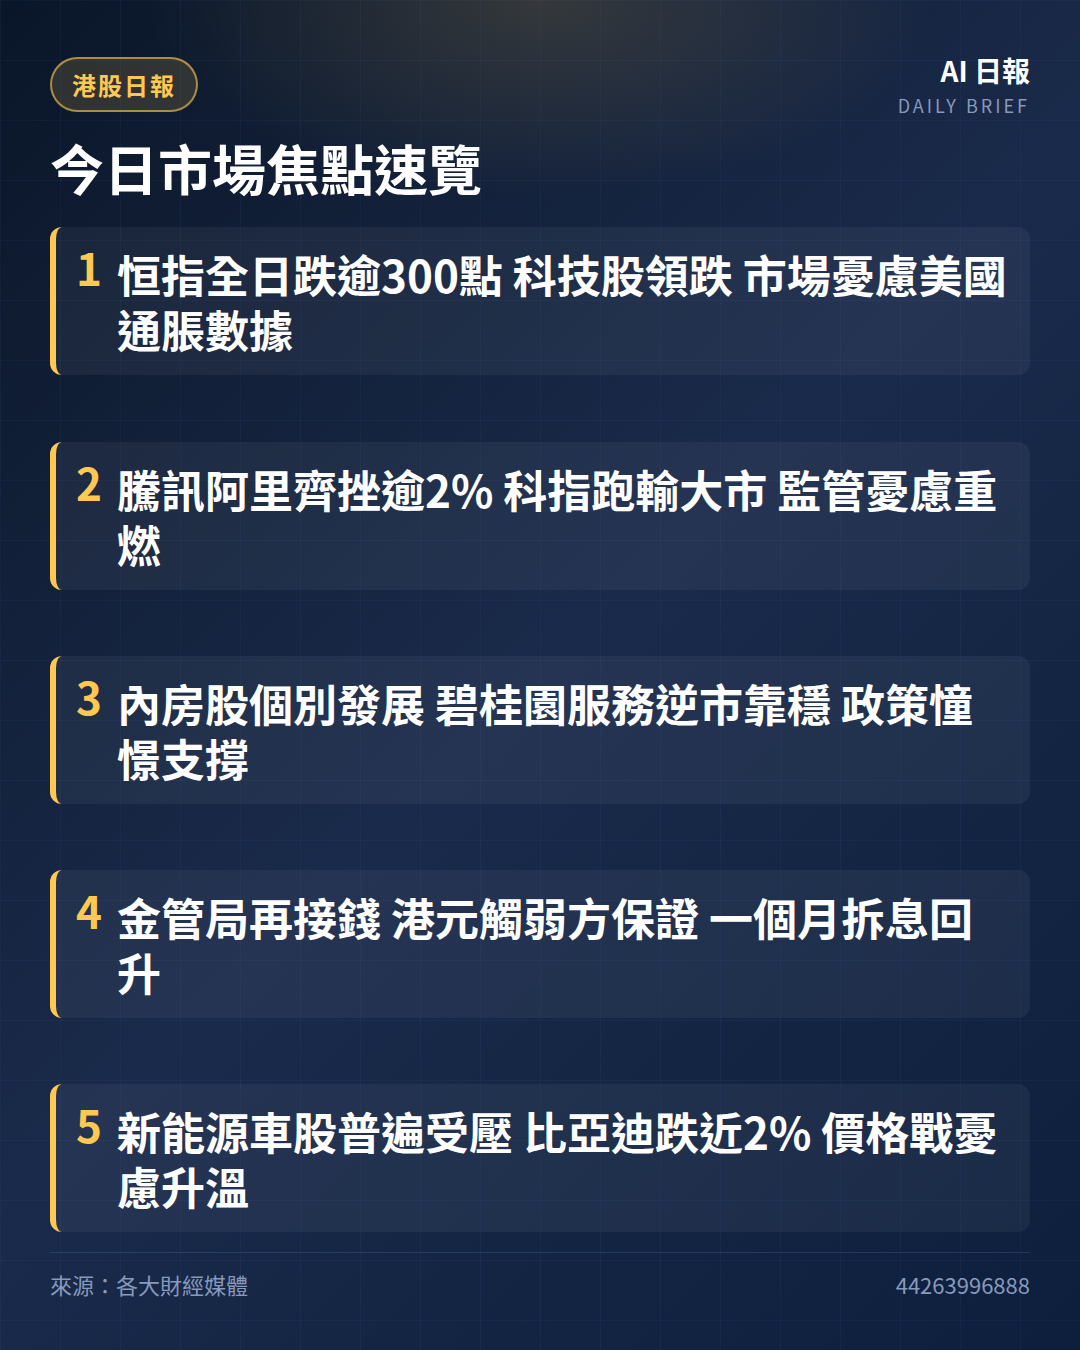 港股日報
AI 日報
DAILY BRIEF
今日市場焦點速覽
1 恒指全日跌逾300點 科技股領跌 市場憂慮美國
通脹數據
2 騰訊阿里齊挫逾2% 科指跑輸大市 監管憂慮重
燃
3 內房股個別發展 碧桂園服務逆市靠穩 政策憧
憬支撐
4 金管局再接錢 港元觸弱方保證 一個月拆息回
升
5 新能源車股普遍受壓 比亞迪跌近2% 價格戰憂
慮升溫
來源：各大財經媒體
44263996888